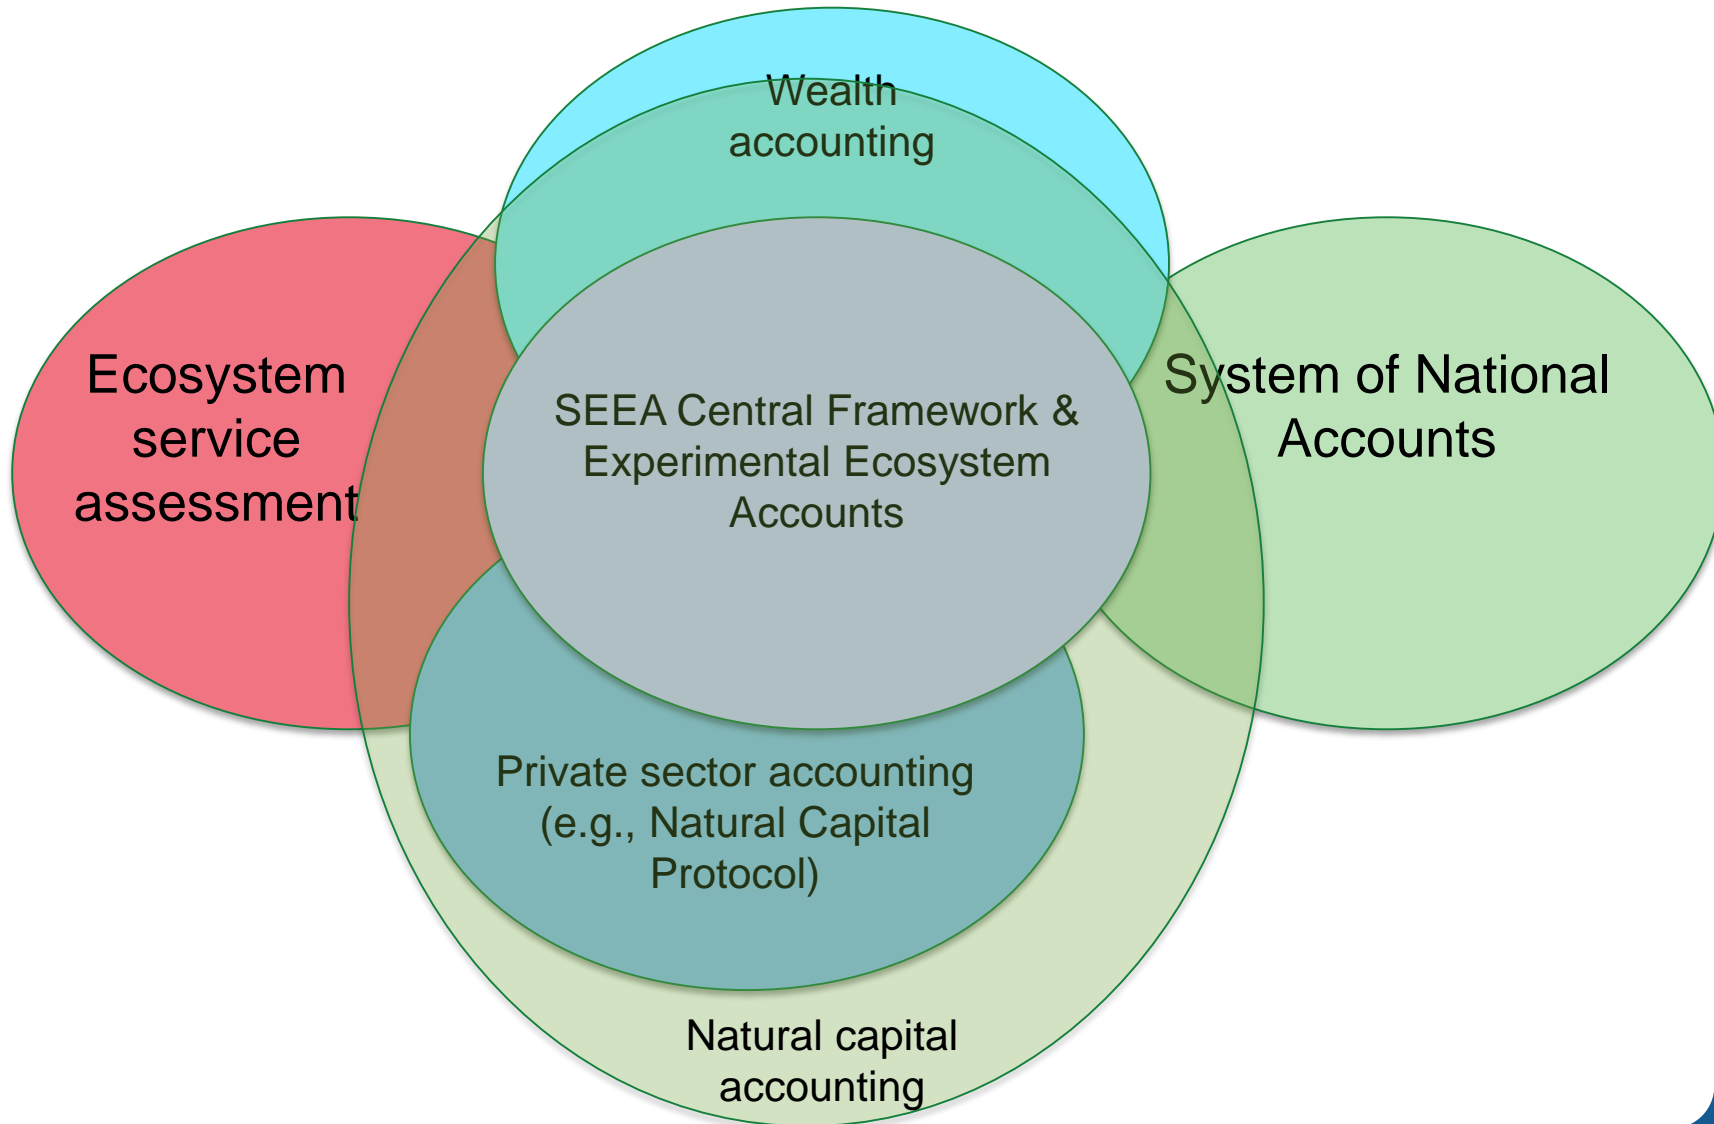 Wealth
accounting
Ecosystem
service
assessment
SEEA Central Framework &
Experimental Ecosystem
Accounts
System of National
Accounts
Private sector accounting
(e.g., Natural Capital
Protocol)
Natural capital
accounting